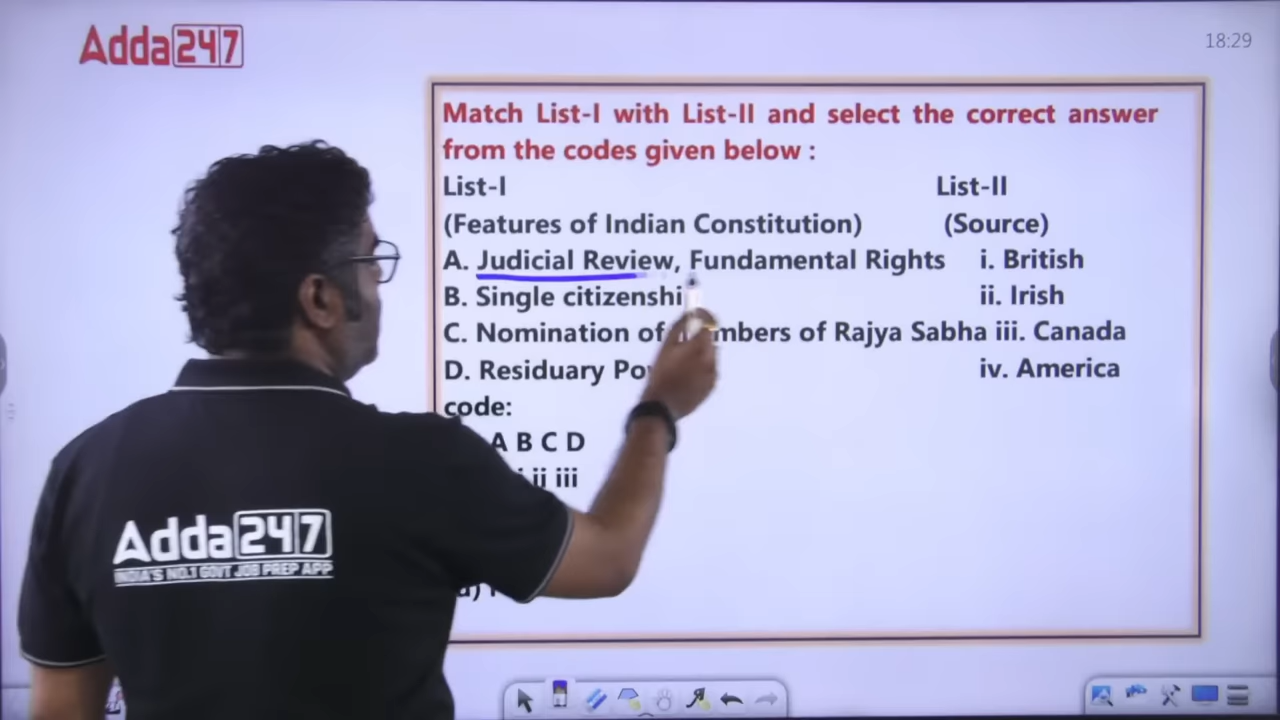 Adda247
18:29
Match List-I with List-II and select the correct answer
from the codes given below :
List-I List-II
(Features of Indian Constitution) (Source)
A. Judicial Review, Fundamental Rights i. British
B. Single citizenshi ii. Irish
C. Nomination of mbers of Rajya Sabha iii. Canada
D. Residuary Po iv. America
code:
A B C D
i ii iii
Adda247
INDIA'S NO.1 GOVT JOB PREP APP